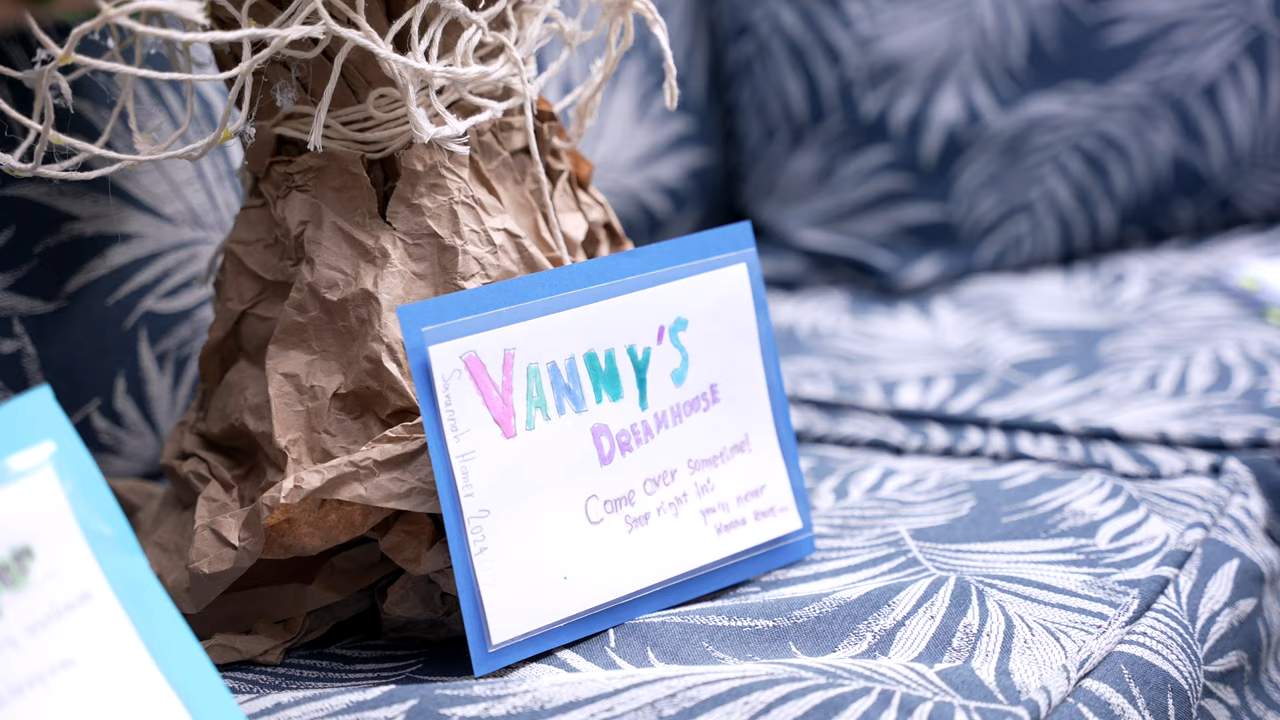 VANNY'S
DREAMHOUSE
Come over sometime!
Step right In!
you'll never
Wanna leave...
Savannah Homer 2024